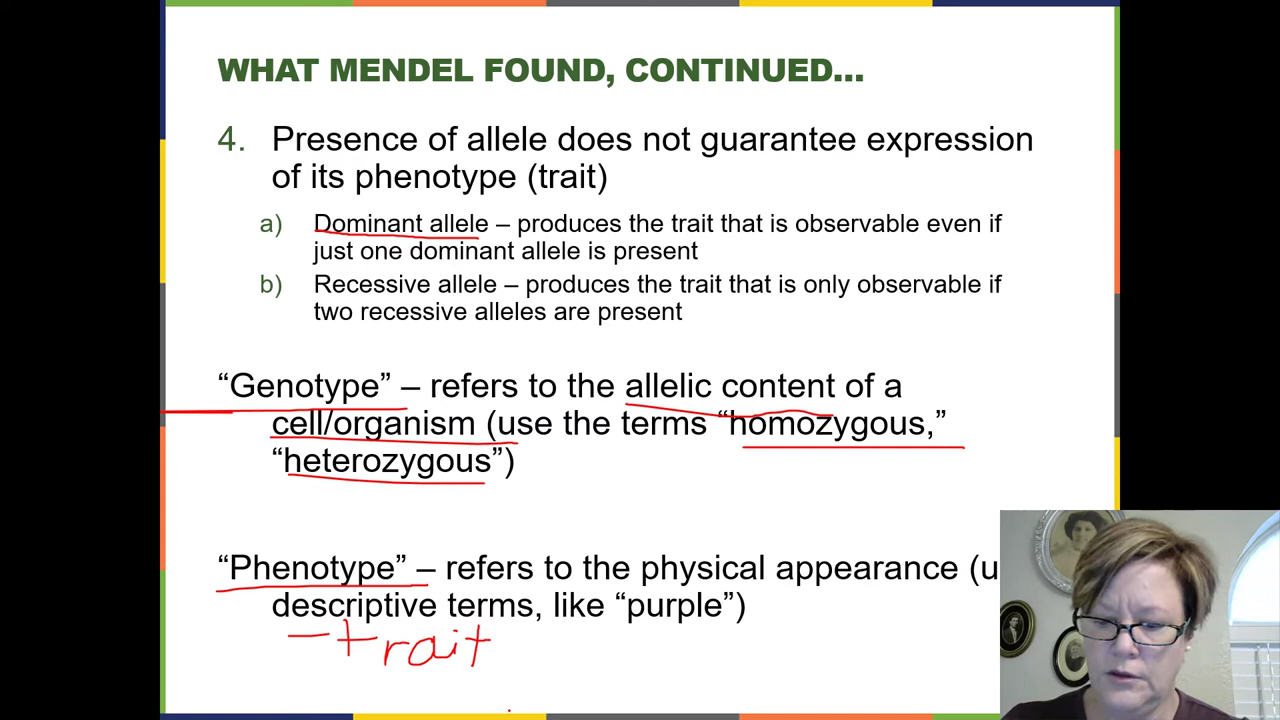 WHAT MENDEL FOUND, CONTINUED...
4. Presence of allele does not guarantee expression
of its phenotype (trait)
a) Dominant allele – produces the trait that is observable even if
just one dominant allele is present
b) Recessive allele – produces the trait that is only observable if
two recessive alleles are present
“Genotype” – refers to the allelic content of a
cell/organism (use the terms “homozygous,”
“heterozygous”)
“Phenotype” – refers to the physical appearance (u
descriptive terms, like “purple”)
– trait